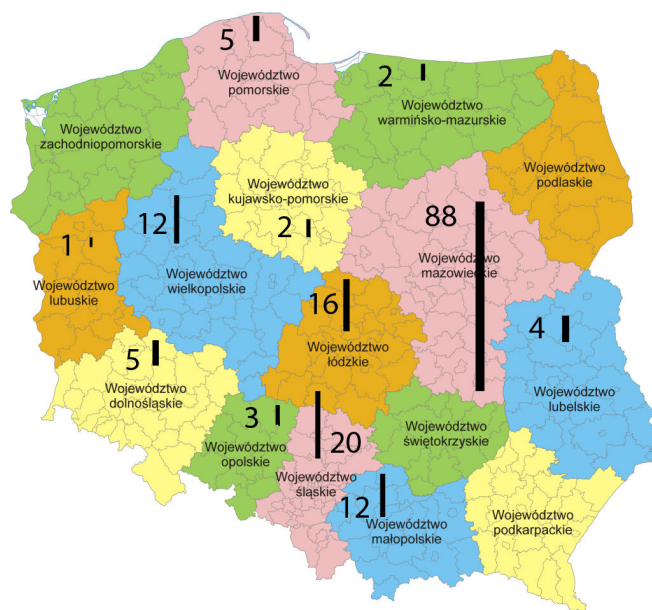 5
Województwo
pomorskie
2
Województwo
warmińsko-mazurskie
Województwo
zachodniopomorskie
Województwo
podlaskie
Województwo
kujawsko-pomorskie
2
12
Województwo
wielkopolskie
88
Województwo
mazowieckie
1
Województwo
lubuskie
16
Województwo
łódzkie
4
Województwo
lubelskie
5
Województwo
dolnośląskie
3
Województwo
opolskie
20
Województwo
śląskie
Województwo
świętokrzyskie
12
Województwo
małopolskie
Województwo
podkarpackie